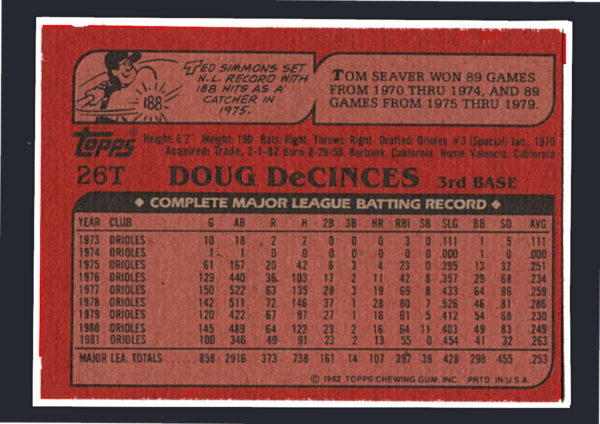 TED SIMMONS SET
N.L. RECORD WITH
188 HITS AS A
CATCHER IN
1975.
188
TOM SEAVER WON 89 GAMES
FROM 1970 THRU 1974, AND 89
GAMES FROM 1975 THRU 1979.
Topps
Height: 6'2" Weight: 190 Bats: Right Throws: Right Drafted: Orioles #3 (Special)-Jan., 1970
Acquired: Trade, 2-1-82 Born: 8-29-50, Burbank, California Home: Valencia, California
26T DOUG DeCINCES 3rd BASE
◆ COMPLETE MAJOR LEAGUE BATTING RECORD ◆
YEAR CLUB G AB R H 2B 3B HR RBI SB SLG BB SO AVG
1973 ORIOLES 10 18 2 2 0 0 0 3 0 .111 1 5 .111
1974 ORIOLES 1 1 0 0 0 0 0 0 0 .000 1 0 .000
1975 ORIOLES 61 167 20 42 6 3 4 23 0 .395 13 32 .251
1976 ORIOLES 129 440 36 103 17 2 11 42 8 .357 29 68 .234
1977 ORIOLES 150 522 63 135 28 3 19 69 8 .433 64 86 .259
1978 ORIOLES 142 511 72 146 37 1 28 80 7 .526 46 81 .286
1979 ORIOLES 120 422 67 97 27 1 16 61 5 .412 54 68 .230
1980 ORIOLES 145 489 64 122 23 2 16 64 11 .403 49 83 .249
1981 ORIOLES 100 346 49 91 23 2 13 55 0 .454 41 32 .263
MAJOR LEA. TOTALS ..... 858 2916 373 738 161 14 107 397 39 .428 298 455 .253
© 1982 TOPPS CHEWING GUM, INC. PRTD. IN U.S.A.